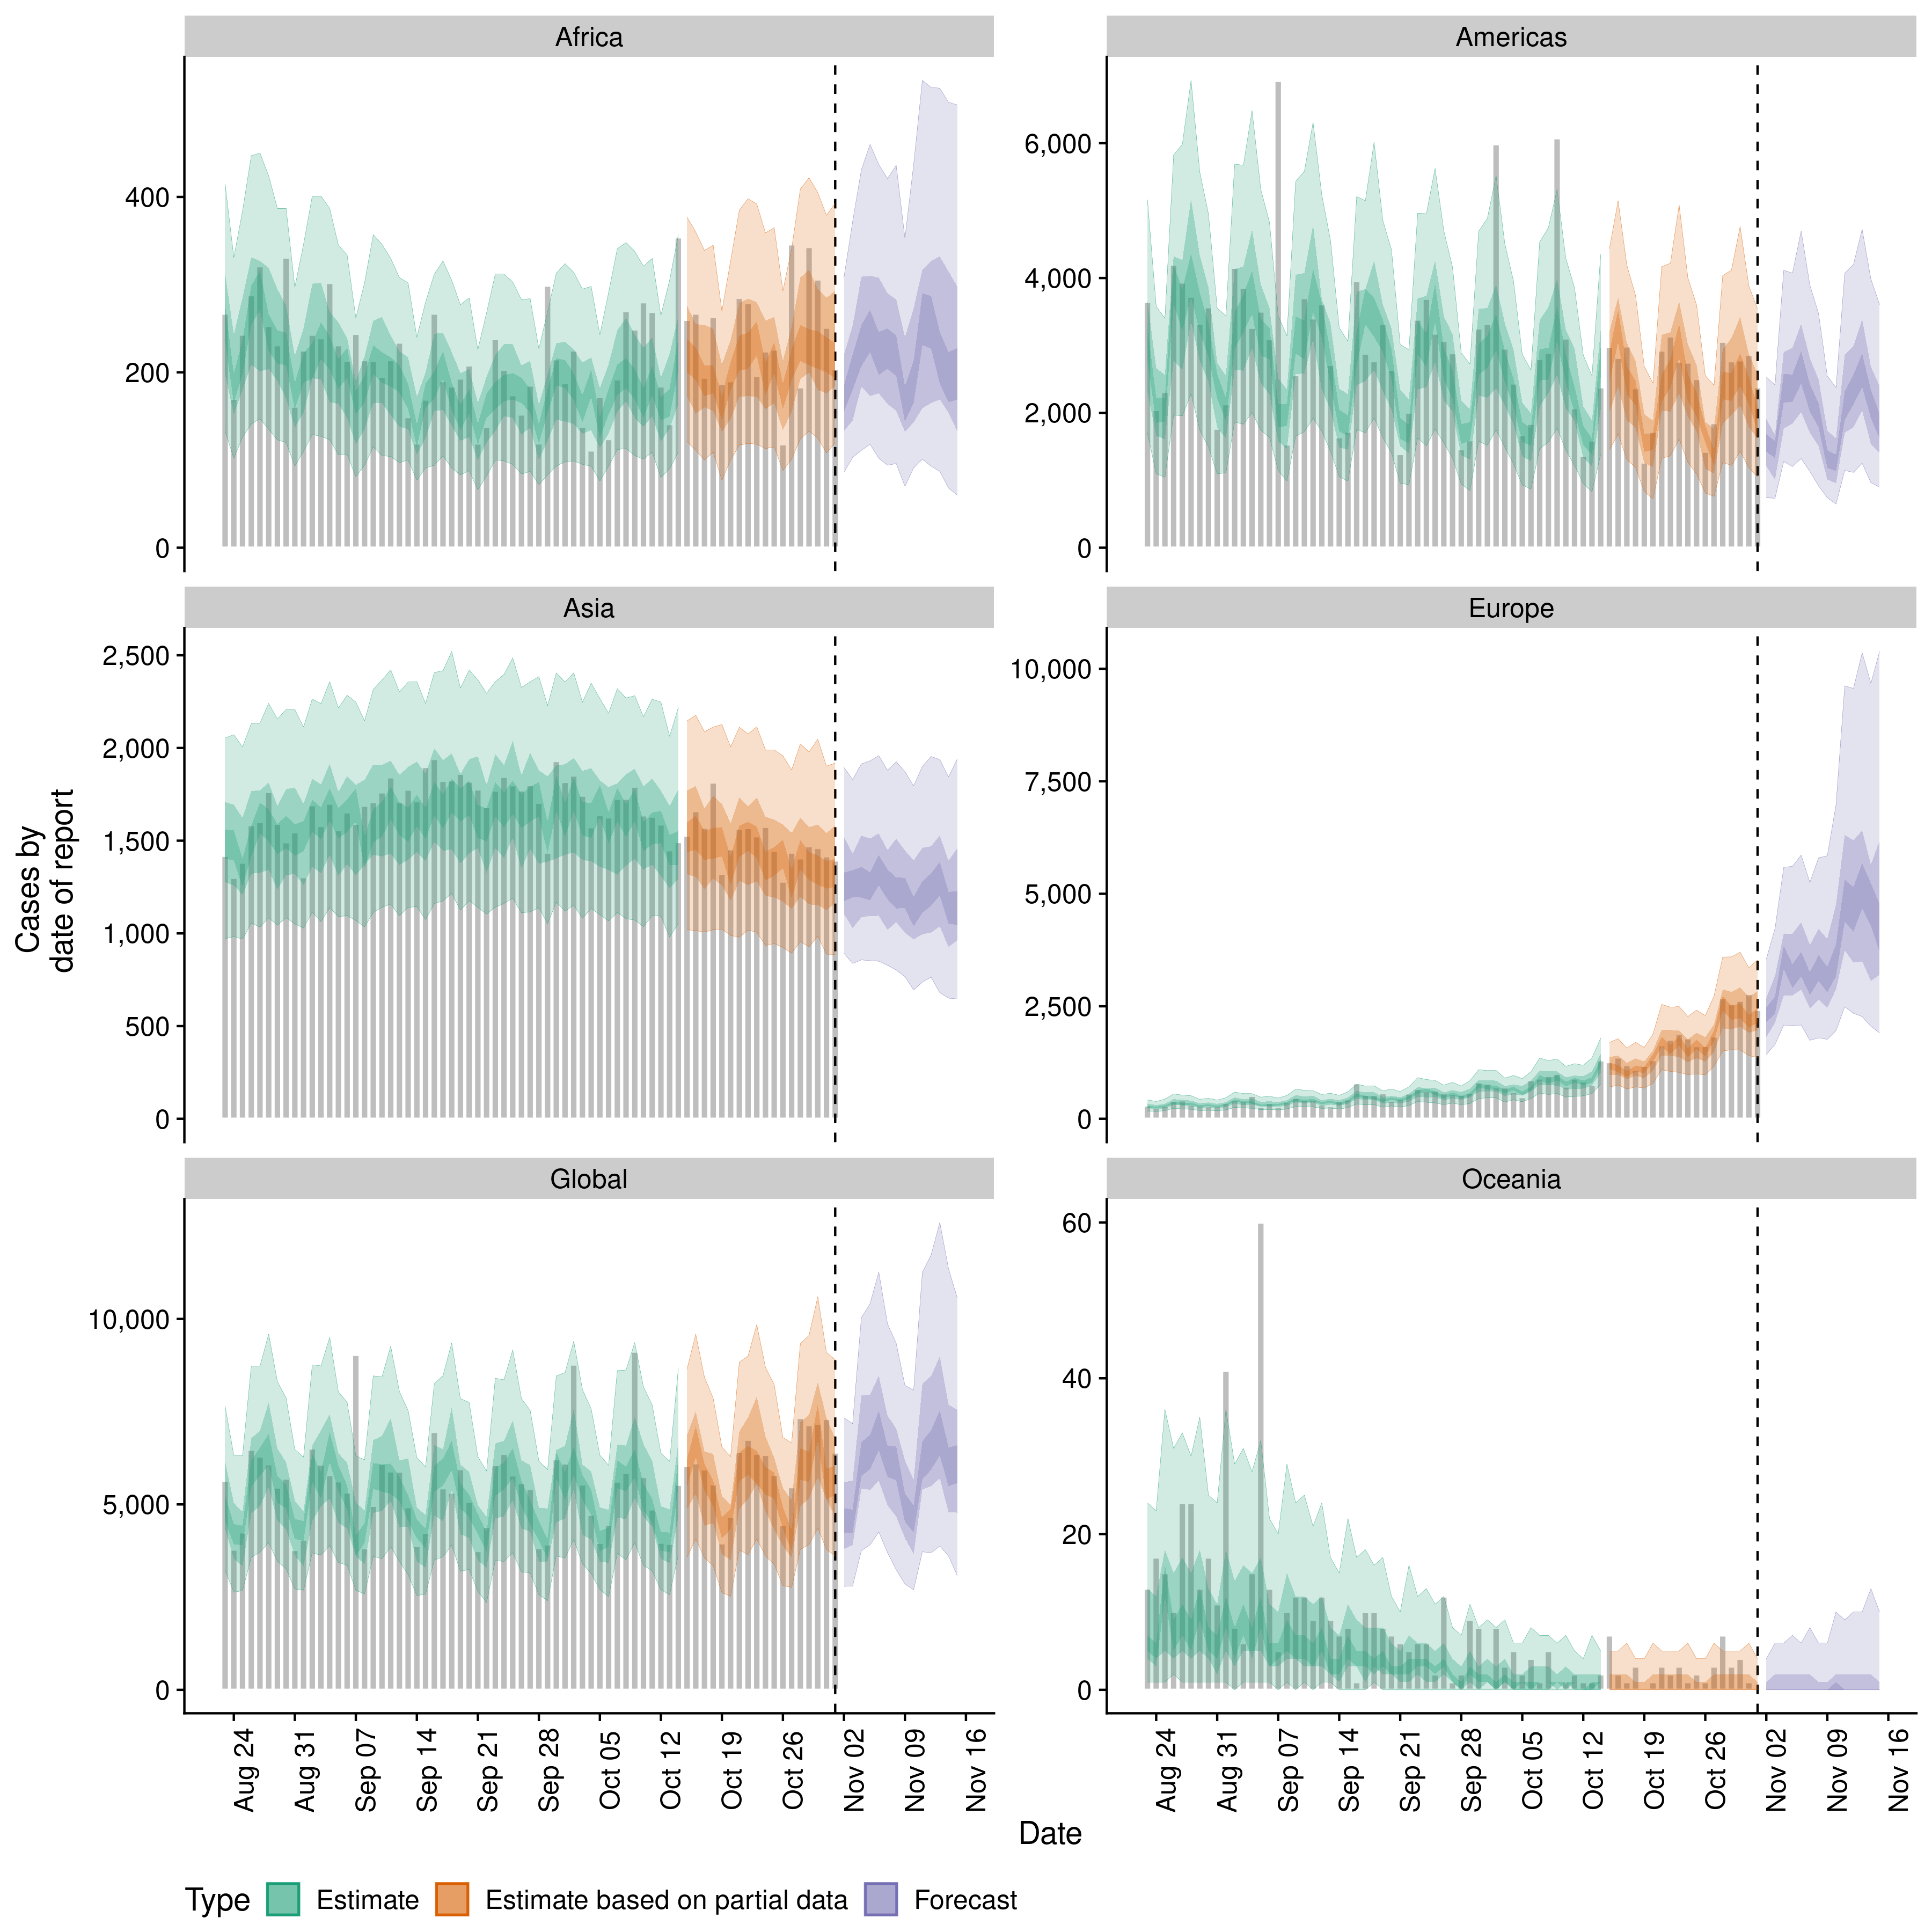 Africa
Americas
400
200
0
6,000
4,000
2,000
0
Asia
Europe
2,500
2,000
1,500
1,000
500
0
10,000
7,500
5,000
2,500
0
Global
Oceania
10,000
5,000
0
60
40
20
0
Cases by
date of report
Aug 24
Aug 31
Sep 07
Sep 14
Sep 21
Sep 28
Oct 05
Oct 12
Oct 19
Oct 26
Nov 02
Nov 09
Nov 16
Aug 24
Aug 31
Sep 07
Sep 14
Sep 21
Sep 28
Oct 05
Oct 12
Oct 19
Oct 26
Nov 02
Nov 09
Nov 16
Date
Type Estimate Estimate based on partial data Forecast